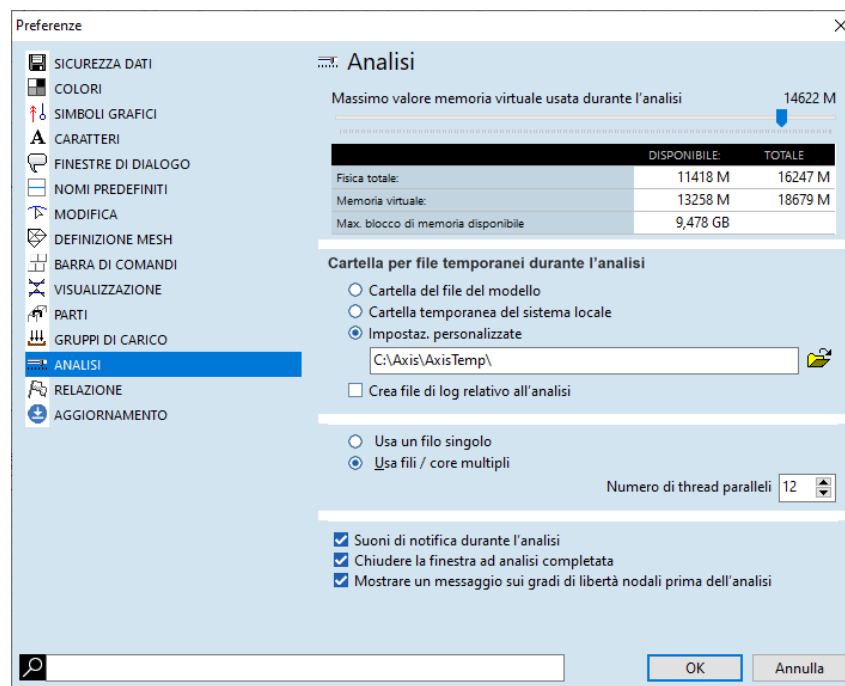 Preferenze
SICUREZZA DATI
COLORI
SIMBOLI GRAFICI
CARATTERI
FINESTRE DI DIALOGO
NOMI PREDEFINITI
MODIFICA
DEFINIZIONE MESH
BARRA DI COMANDI
VISUALIZZAZIONE
PARTI
GRUPPI DI CARICO
ANALISI
RELAZIONE
AGGIORNAMENTO
Analisi
Massimo valore memoria virtuale usata durante l'analisi 14622 M
DISPONIBILE: TOTALE
Fisica totale: 11418 M 16247 M
Memoria virtuale: 13258 M 18679 M
Max. blocco di memoria disponibile 9,478 GB
Cartella per file temporanei durante l'analisi
Cartella del file del modello
Cartella temporanea del sistema locale
Impostaz. personalizzate
C:\Axis\AxisTemp\
Crea file di log relativo all'analisi
Usa un filo singolo
Usa fili / core multipli
Numero di thread paralleli 12
Suoni di notifica durante l'analisi
Chiudere la finestra ad analisi completata
Mostrare un messaggio sui gradi di libertà nodali prima dell'analisi
OK Annulla